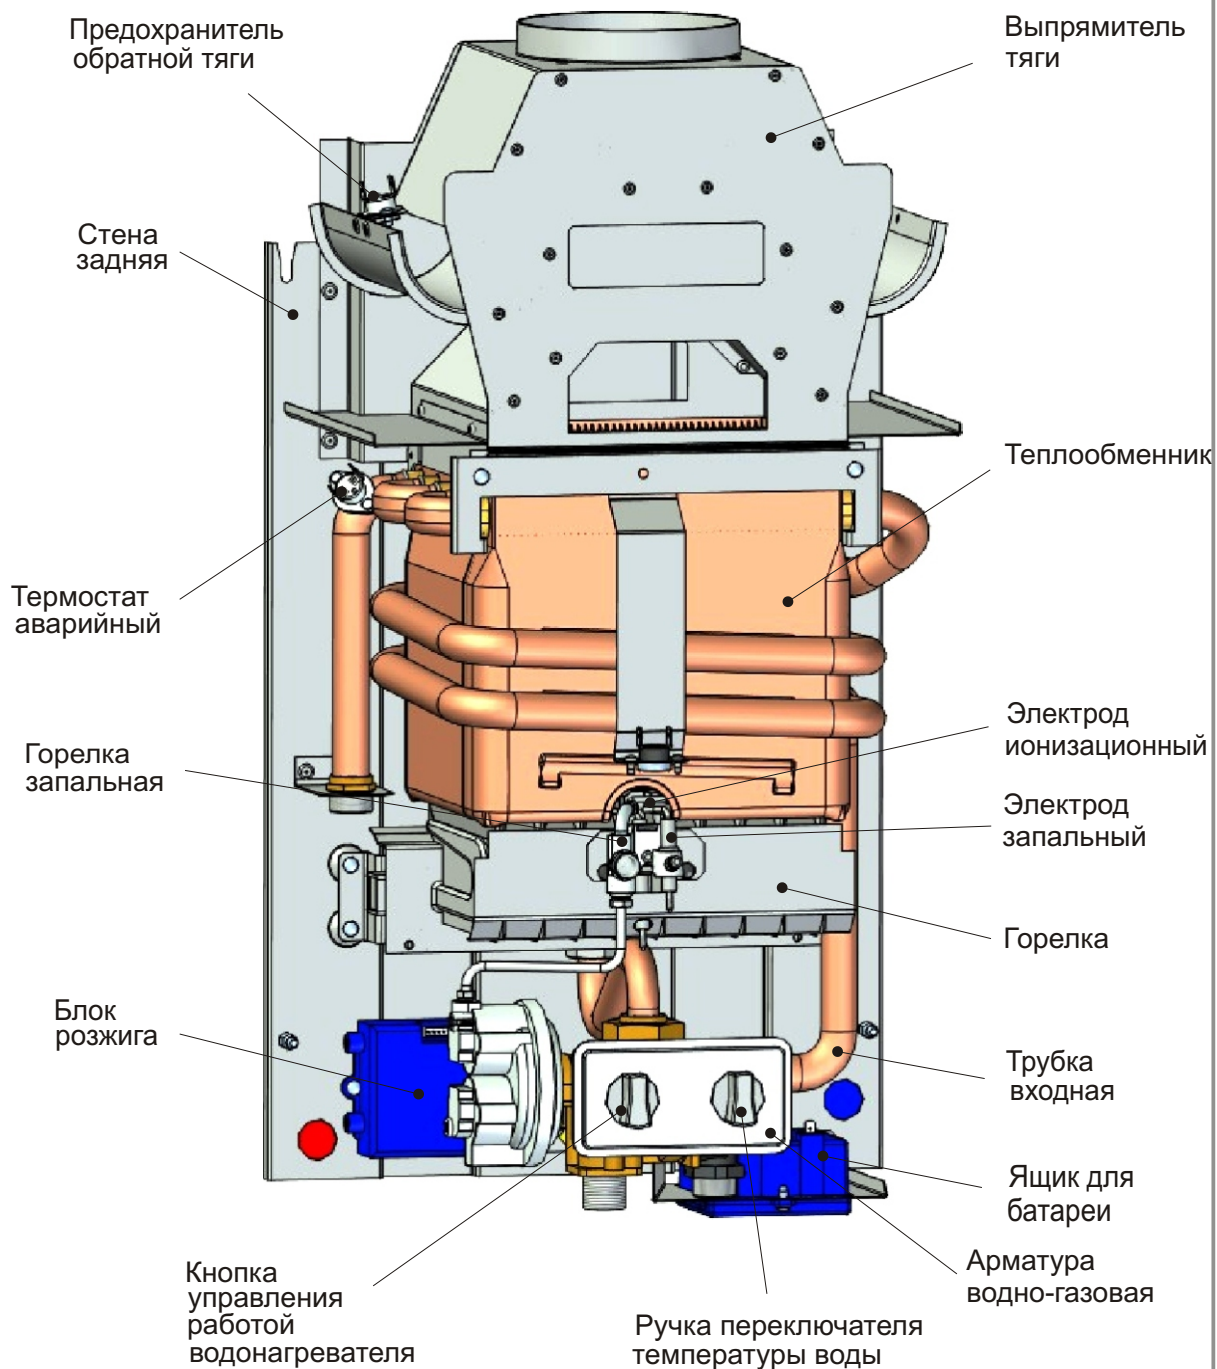 Предохранитель
обратной тяги
Выпрямитель
тяги
Стена
задняя
Теплообменник
Термостат
аварийный
Электрод
ионизационный
Горелка
запальная
Электрод
запальный
Горелка
Блок
розжига
Трубка
входная
Ящик для
батареи
Арматура
водно-газовая
Кнопка
управления
работой
водонагревателя
Ручка переключателя
температуры воды